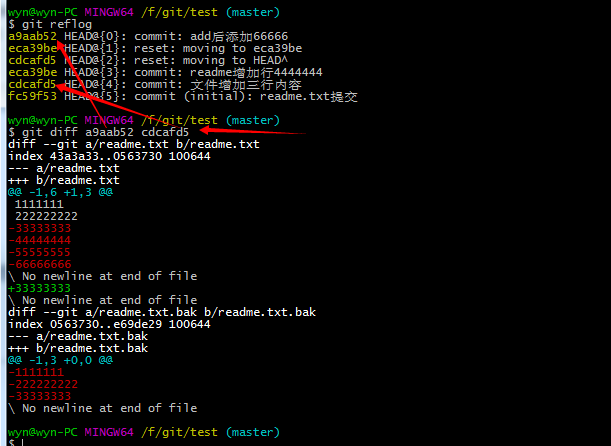 wyn@wyn-PC MINGW64 /f/git/test (master)
$ git reflog
a9aab52 HEAD@{0}: commit: add后添加66666
eca39be HEAD@{1}: reset: moving to eca39be
cdcafd5 HEAD@{2}: reset: moving to HEAD^
eca39be HEAD@{3}: commit: readme增加行4444444
cdcafd5 HEAD@{4}: commit: 文件增加三行内容
fc59f53 HEAD@{5}: commit (initial): readme.txt提交
wyn@wyn-PC MINGW64 /f/git/test (master)
$ git diff a9aab52 cdcafd5
diff --git a/readme.txt b/readme.txt
index 43a3a33..0563730 100644
--- a/readme.txt
+++ b/readme.txt
@@ -1,6 +1,3 @@
 1111111
 222222222
-33333333
-44444444
-55555555
-66666666
\ No newline at end of file
+33333333
\ No newline at end of file
diff --git a/readme.txt.bak b/readme.txt.bak
index 0563730..e69de29 100644
--- a/readme.txt.bak
+++ b/readme.txt.bak
@@ -1,3 +0,0 @@
-1111111
-222222222
-33333333
\ No newline at end of file
wyn@wyn-PC MINGW64 /f/git/test (master)
$